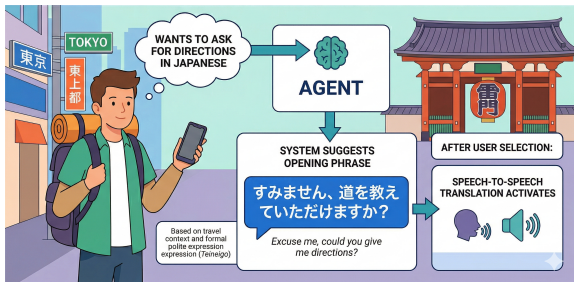 東京
TOKYO
東上都
WANTS TO ASK
FOR DIRECTIONS
IN JAPANESE
AGENT
雷門
SYSTEM SUGGESTS
OPENING PHRASE
すみません、道を教え
ていただけますか？
Excuse me, could you give
me directions?
Based on travel
context and formal
polite expression
expression (Teineigo)
AFTER USER SELECTION:
SPEECH-TO-SPEECH
TRANSLATION ACTIVATES